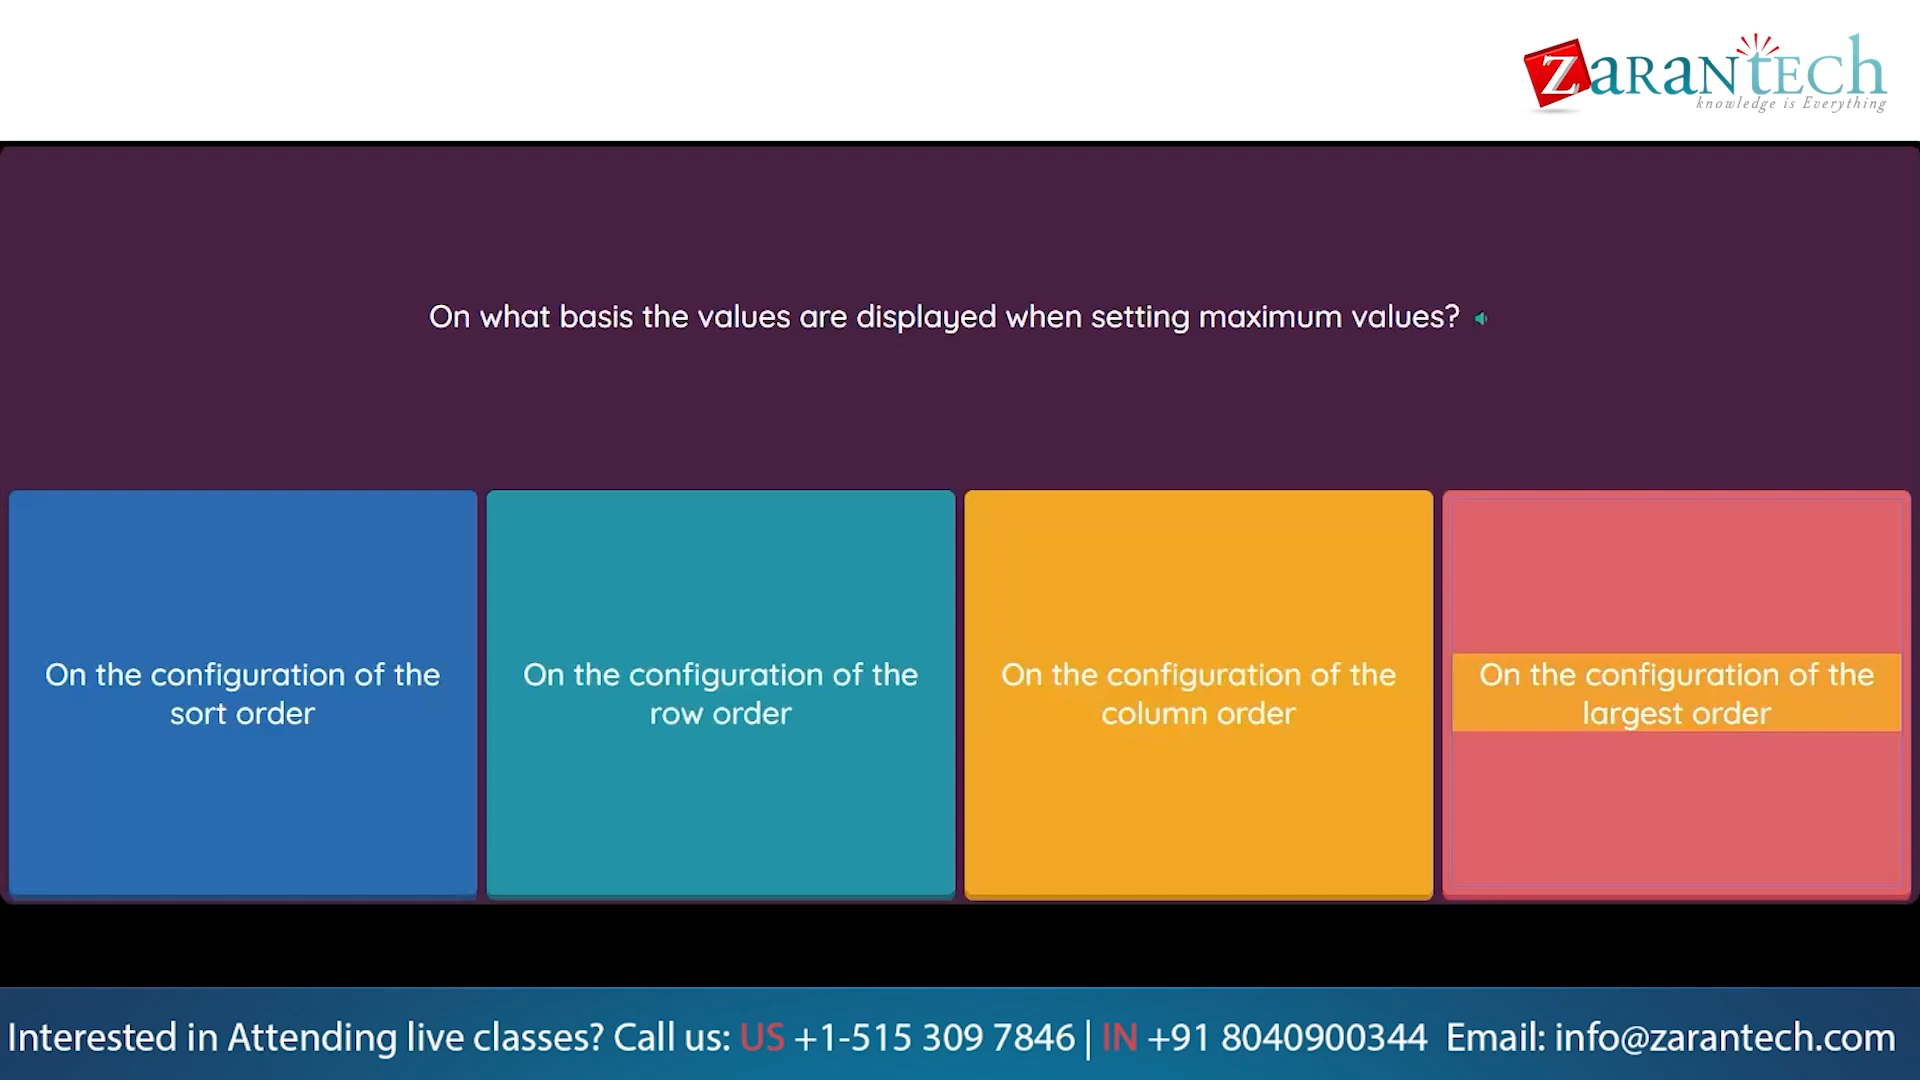 ZaranTech
knowledge is Everything
On what basis the values are displayed when setting maximum values?
On the configuration of the
sort order
On the configuration of the
row order
On the configuration of the
column order
On the configuration of the
largest order
Interested in Attending live classes? Call us: US +1-515 309 7846 | IN +91 8040900344 Email: info@zarantech.com